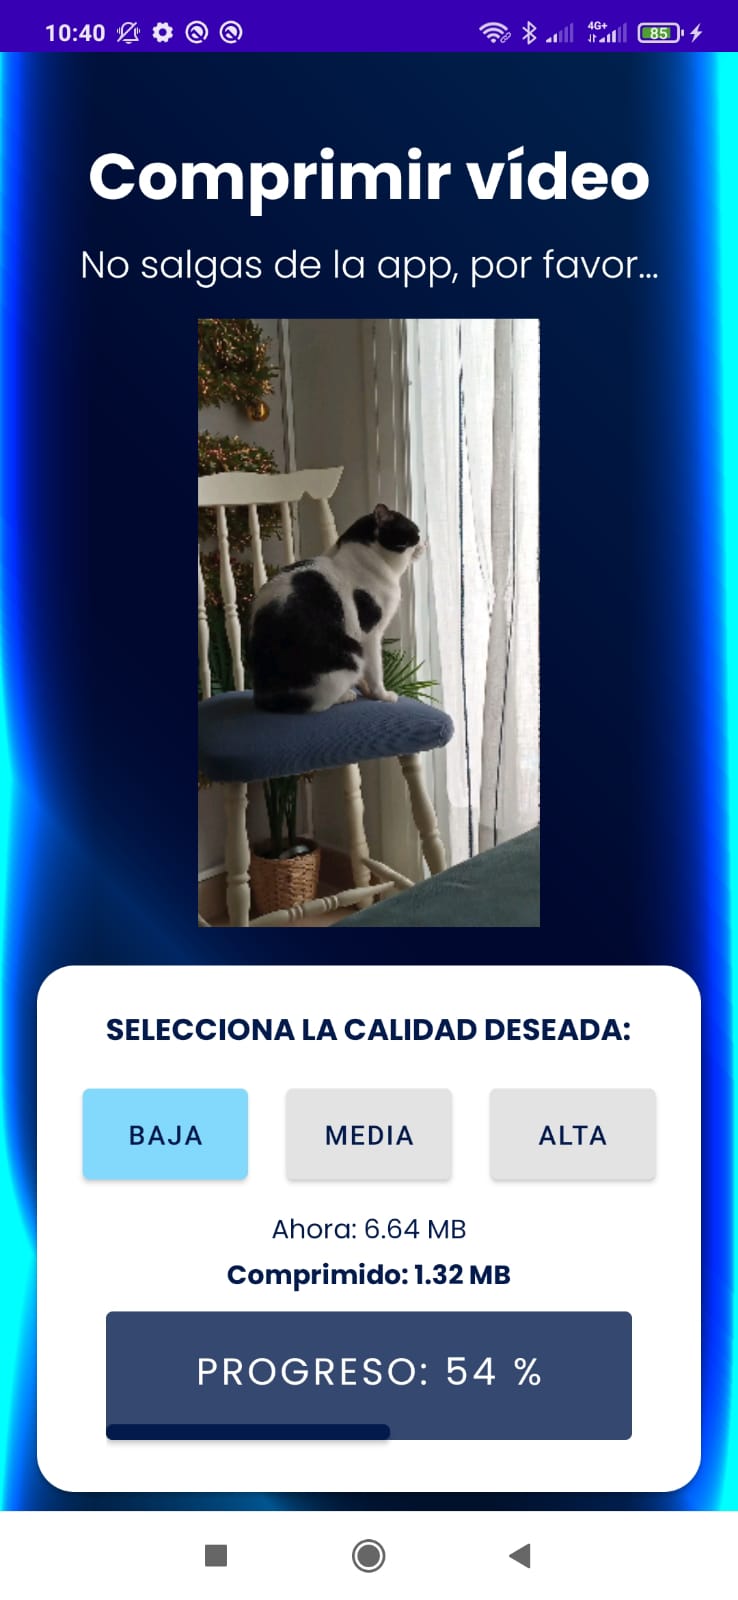 10:40 4G+ 85
Comprimir vídeo
No salgas de la app, por favor...
SELECCIONA LA CALIDAD DESEADA:
BAJA MEDIA ALTA
Ahora: 6.64 MB
Comprimido: 1.32 MB
PROGRESO: 54 %